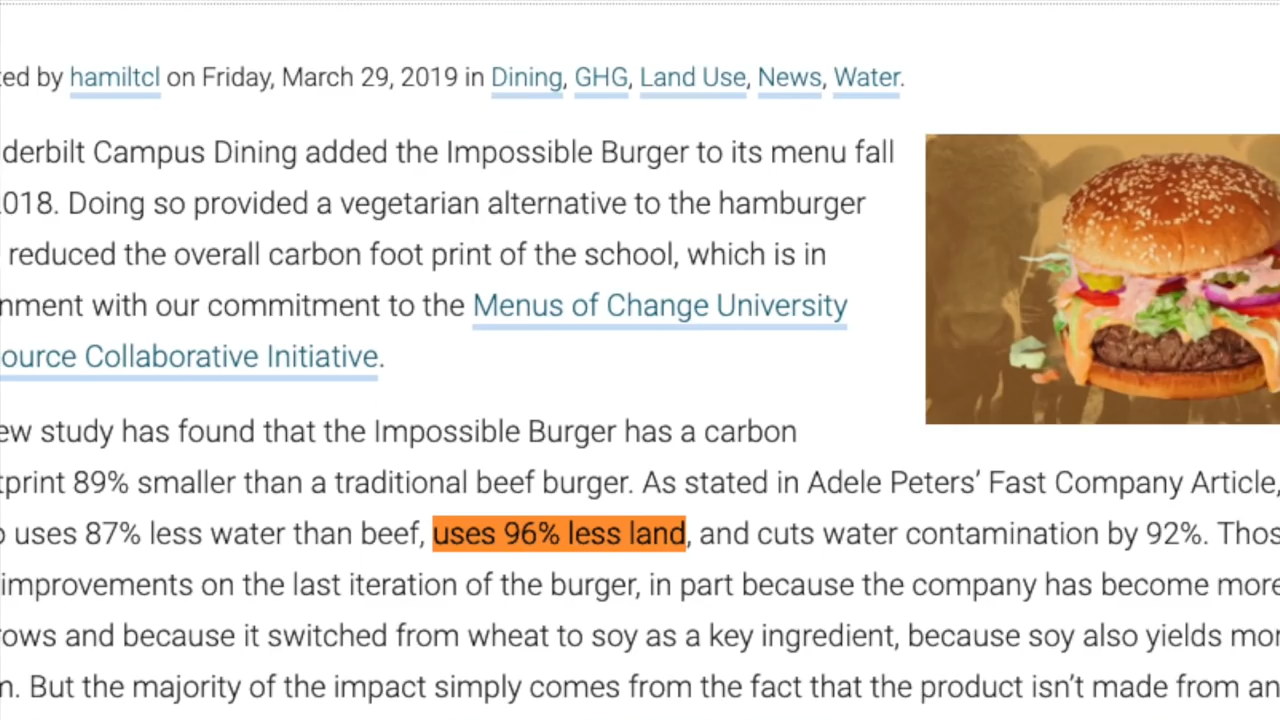 ted by hamiltcl on Friday, March 29, 2019 in Dining, GHG, Land Use, News, Water.
derbilt Campus Dining added the Impossible Burger to its menu fall
018. Doing so provided a vegetarian alternative to the hamburger
reduced the overall carbon foot print of the school, which is in
nment with our commitment to the Menus of Change University
ource Collaborative Initiative.
ew study has found that the Impossible Burger has a carbon
tprint 89% smaller than a traditional beef burger. As stated in Adele Peters’ Fast Company Article,
o uses 87% less water than beef, uses 96% less land, and cuts water contamination by 92%. Thos
improvements on the last iteration of the burger, in part because the company has become more
rows and because it switched from wheat to soy as a key ingredient, because soy also yields mor
n. But the majority of the impact simply comes from the fact that the product isn’t made from an